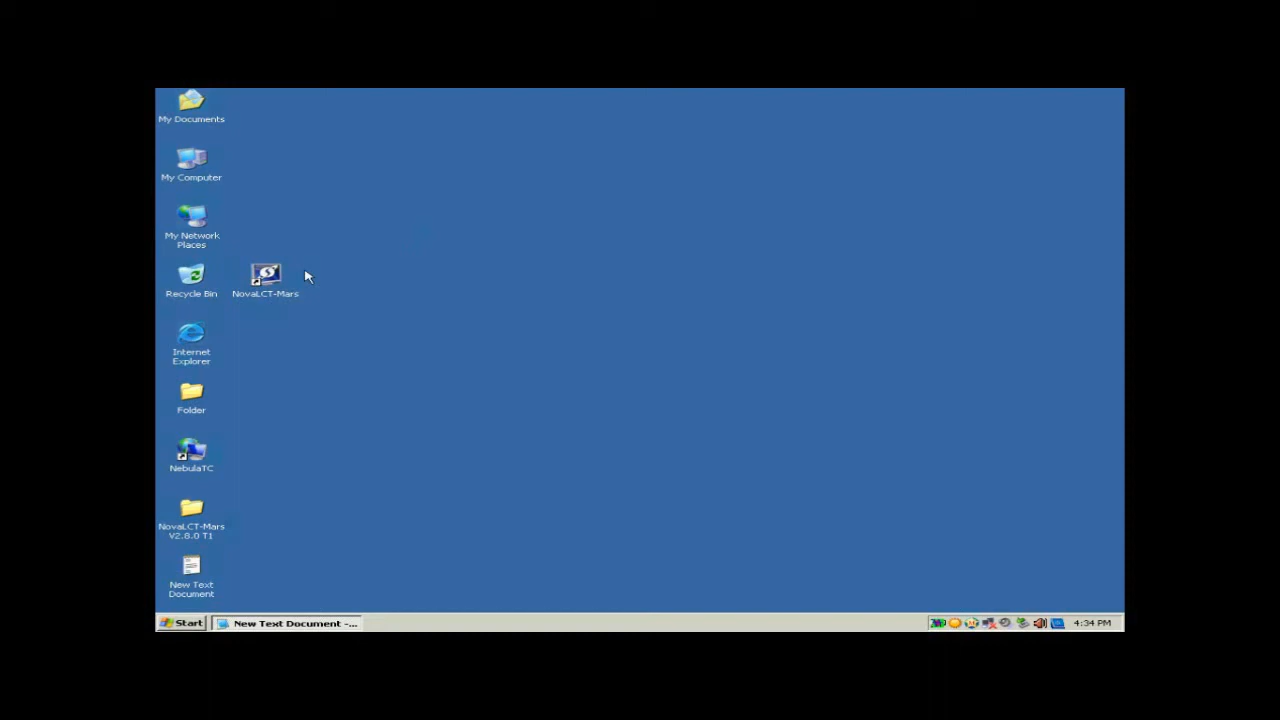 My Documents
My Computer
My Network
Places
Recycle Bin
NovaLCT-Mars
Internet
Explorer
Folder
NebulaTC
NovaLCT-Mars
V2.8.0 T1
New Text
Document
Start
New Text Document -...
4:34 PM